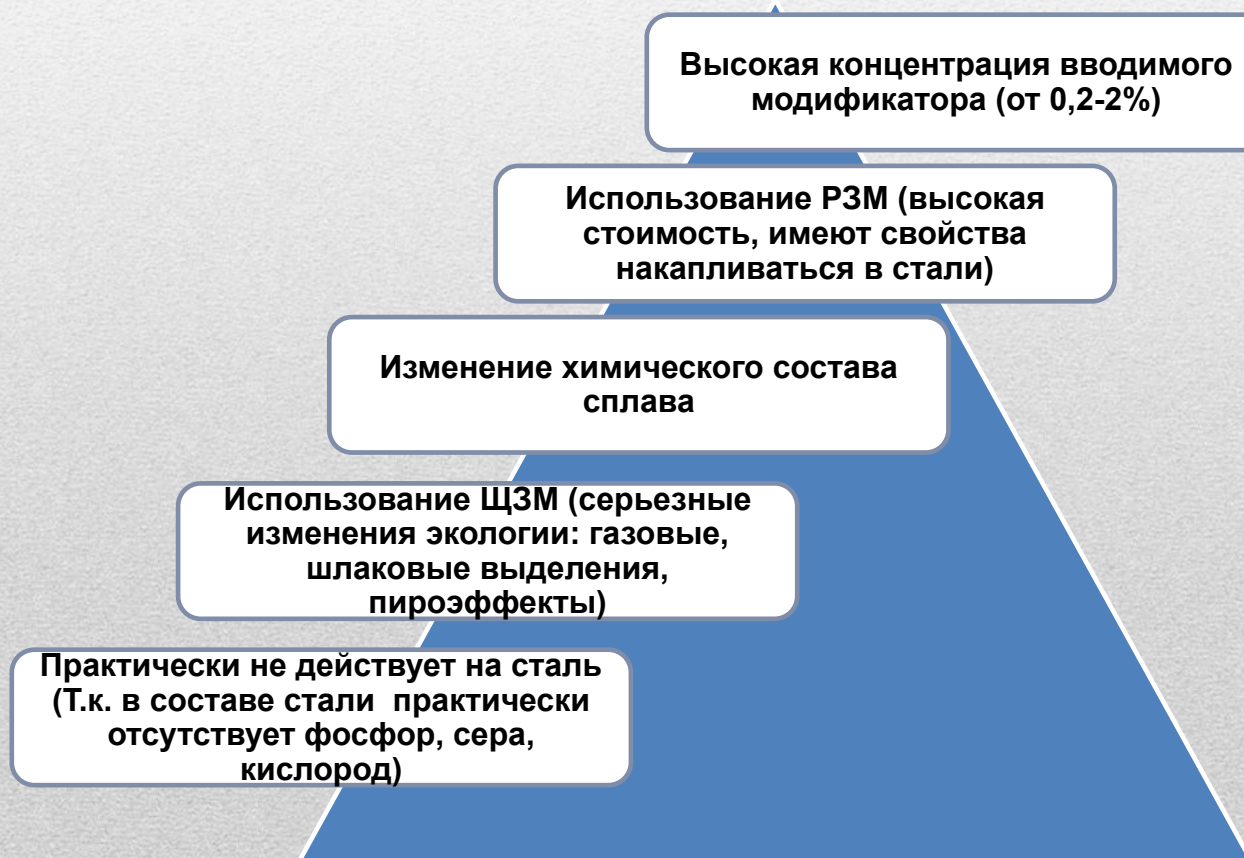 Высокая концентрация вводимого
модификатора (от 0,2-2%)
Использование РЗМ (высокая
стоимость, имеют свойства
накапливаться в стали)
Изменение химического состава
сплава
Использование ЩЗМ (серьезные
изменения экологии: газовые,
шлаковые выделения,
пироэффекты)
Практически не действует на сталь
(Т.к. в составе стали практически
отсутствует фосфор, сера,
кислород)